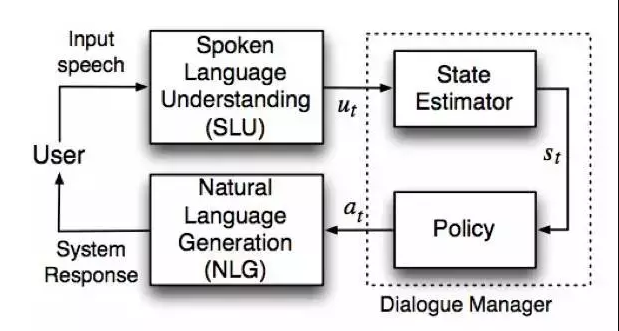 Input
speech
Spoken
Language
Understanding
(SLU)
u_t
State
Estimator
s_t
User
Natural
Language
Generation
(NLG)
a_t
Policy
System
Response
Dialogue Manager